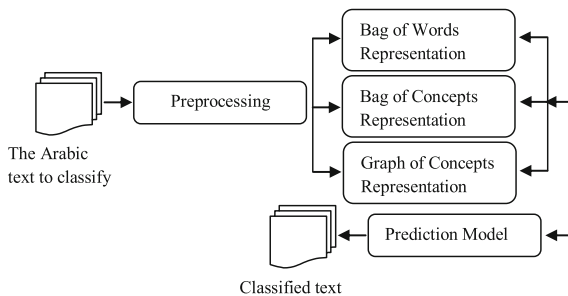 Bag of Words
Representation
Preprocessing
Bag of Concepts
Representation
The Arabic
text to classify
Graph of Concepts
Representation
Prediction Model
Classified text